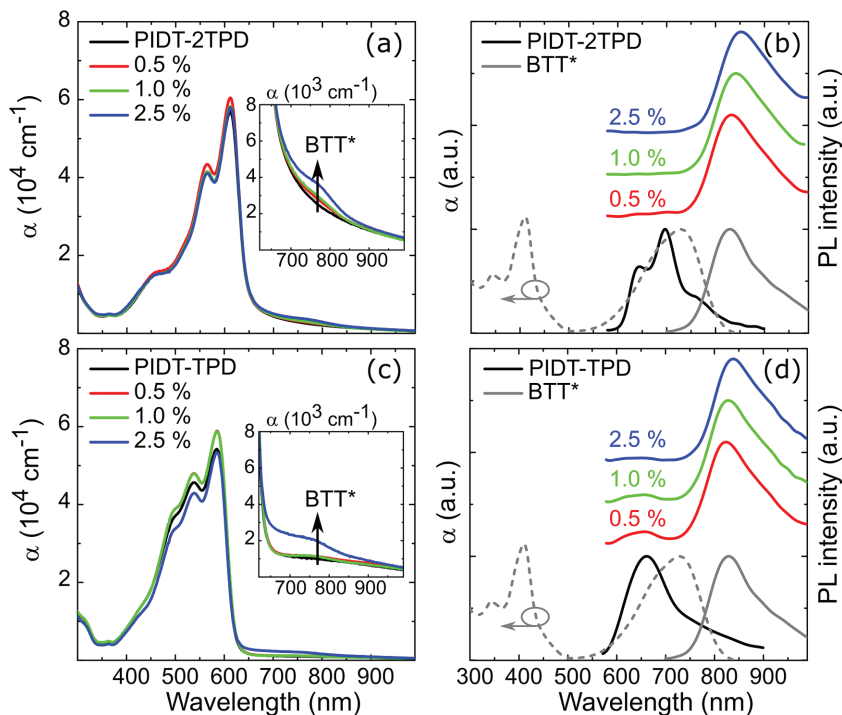 8
6
4
2
α (10⁴ cm⁻¹)
PIDT-2TPD
0.5 %
1.0 %
2.5 %
(a)
α (10³ cm⁻¹)
8
6
4
2
BTT*
700 800 900
(b)
PIDT-2TPD
BTT*
2.5 %
1.0 %
0.5 %
α (a.u.)
PL intensity (a.u.)
8
6
4
2
α (10⁴ cm⁻¹)
PIDT-TPD
0.5 %
1.0 %
2.5 %
(c)
α (10³ cm⁻¹)
8
6
4
2
BTT*
700 800 900
400 500 600 700 800 900
Wavelength (nm)
(d)
PIDT-TPD
BTT*
2.5 %
1.0 %
0.5 %
α (a.u.)
PL intensity (a.u.)
300 400 500 600 700 800 900
Wavelength (nm)